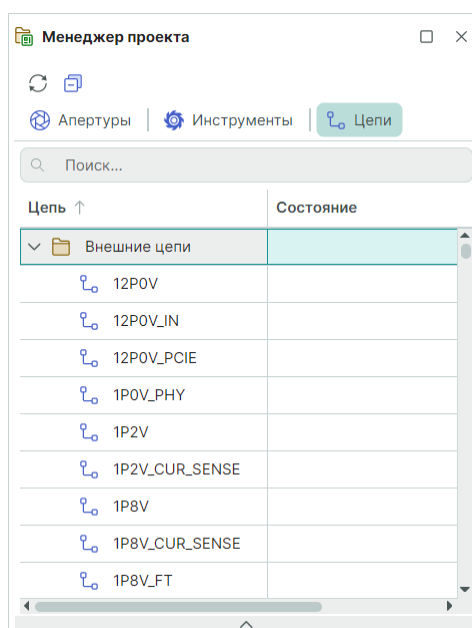 Менеджер проекта
Апертуры Инструменты Цепи
Поиск...
Цепь Состояние
Внешние цепи
12P0V
12P0V_IN
12P0V_PCIE
1P0V_PHY
1P2V
1P2V_CUR_SENSE
1P8V
1P8V_CUR_SENSE
1P8V_FT